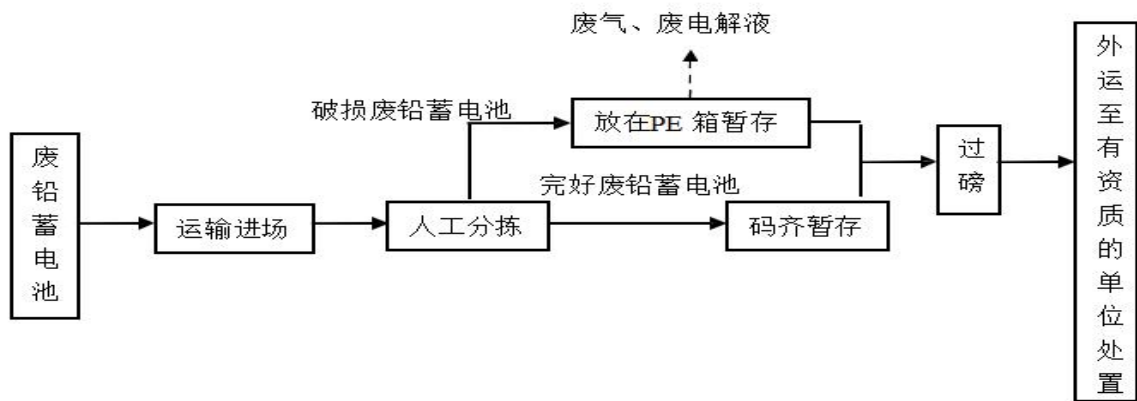 废气、废电解液
破损废铅蓄电池
放在PE 箱暂存
废铅蓄电池
运输进场
人工分拣
完好废铅蓄电池
码齐暂存
过磅
外运至有资质的单位处置